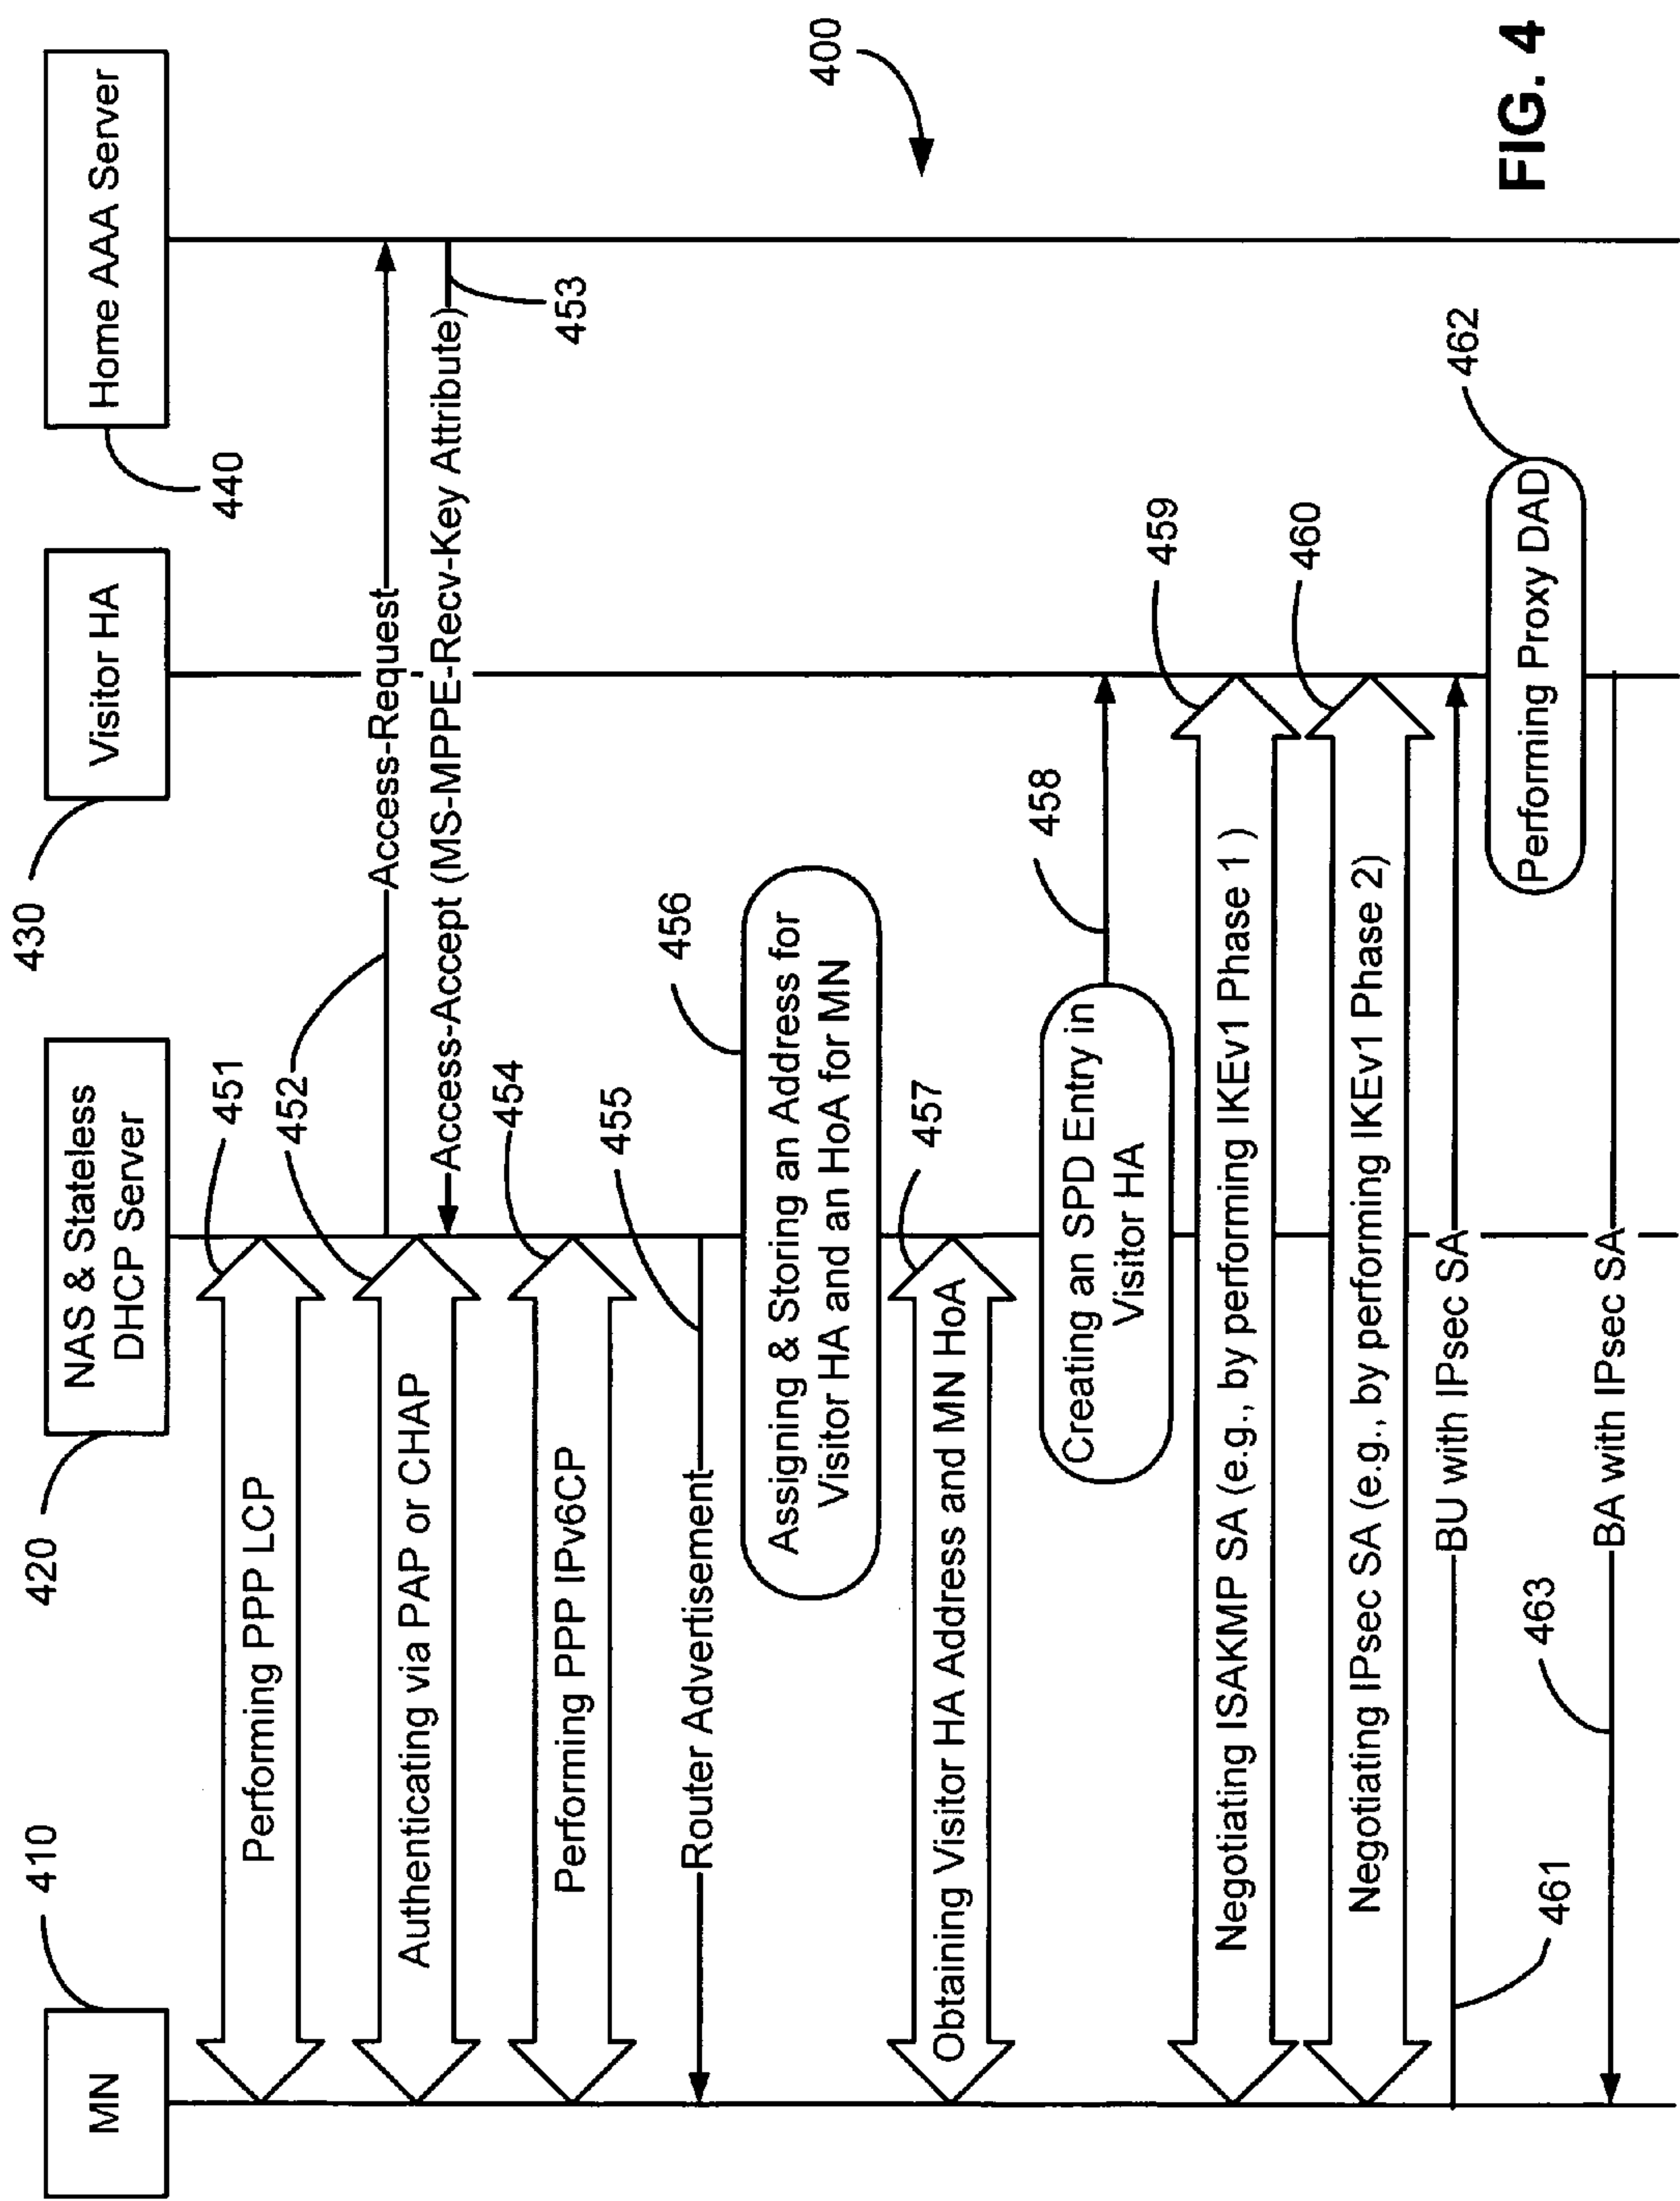 MN
410
NAS & Stateless
DHCP Server
420
Visitor HA
430
Home AAA Server
440
400
Performing PPP LCP
451
Authenticating via PAP or CHAP
452
Access-Request
Access-Accept (MS-MPPE-Recv-Key Attribute)
453
Performing PPP IPv6CP
454
Router Advertisement
455
Assigning & Storing an Address for
Visitor HA and an HoA for MN
456
Obtaining Visitor HA Address and MN HoA
457
Creating an SPD Entry in
Visitor HA
458
Negotiating ISAKMP SA (e.g., by performing IKEv1 Phase 1 )
459
Negotiating IPsec SA (e.g., by performing IKEv1 Phase 2)
460
BU with IPsec SA
461
Performing Proxy DAD
462
BA with IPsec SA
463
FIG. 4